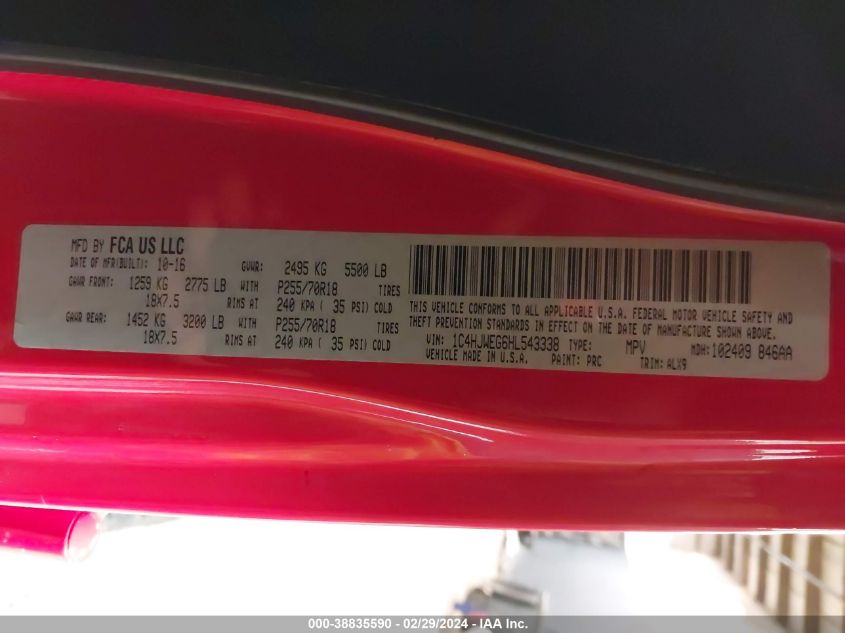 MFD BY FCA US LLC
DATE OF MFR(BUILT): 10-16 GVWR: 2495 KG 5500 LB
GAWR FRONT: 1259 KG 2775 LB WITH P255/70R18 TIRES
18X7.5 RIMS AT 240 KPA ( 35 PSI) COLD
GAWR REAR: 1452 KG 3200 LB WITH P255/70R18 TIRES
18X7.5 RIMS AT 240 KPA ( 35 PSI) COLD
THIS VEHICLE CONFORMS TO ALL APPLICABLE U.S.A. FEDERAL MOTOR VEHICLE SAFETY AND
THEFT PREVENTION STANDARDS IN EFFECT ON THE DATE OF MANUFACTURE SHOWN ABOVE.
VIN: 1C4HJWEG6HL543338 TYPE: MPV MDH: 102409 846AA
VEHICLE MADE IN U.S.A. PAINT: PRC TRIM: ALX9
000-38835590 - 02/29/2024 - IAA Inc.